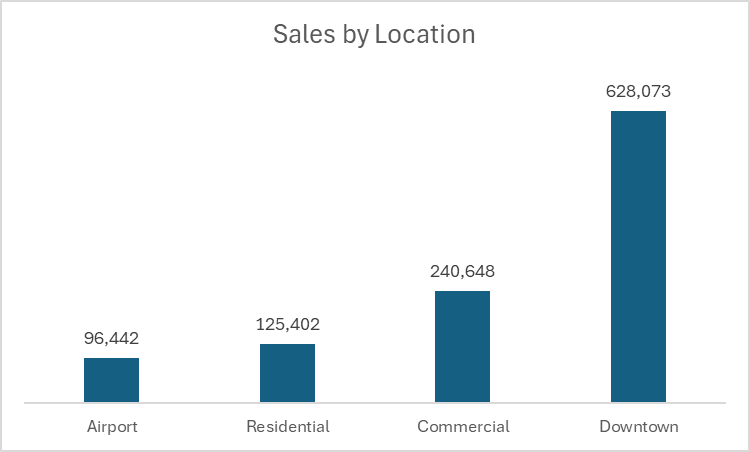 Sales by Location
628,073
240,648
125,402
96,442
Airport
Residential
Commercial
Downtown